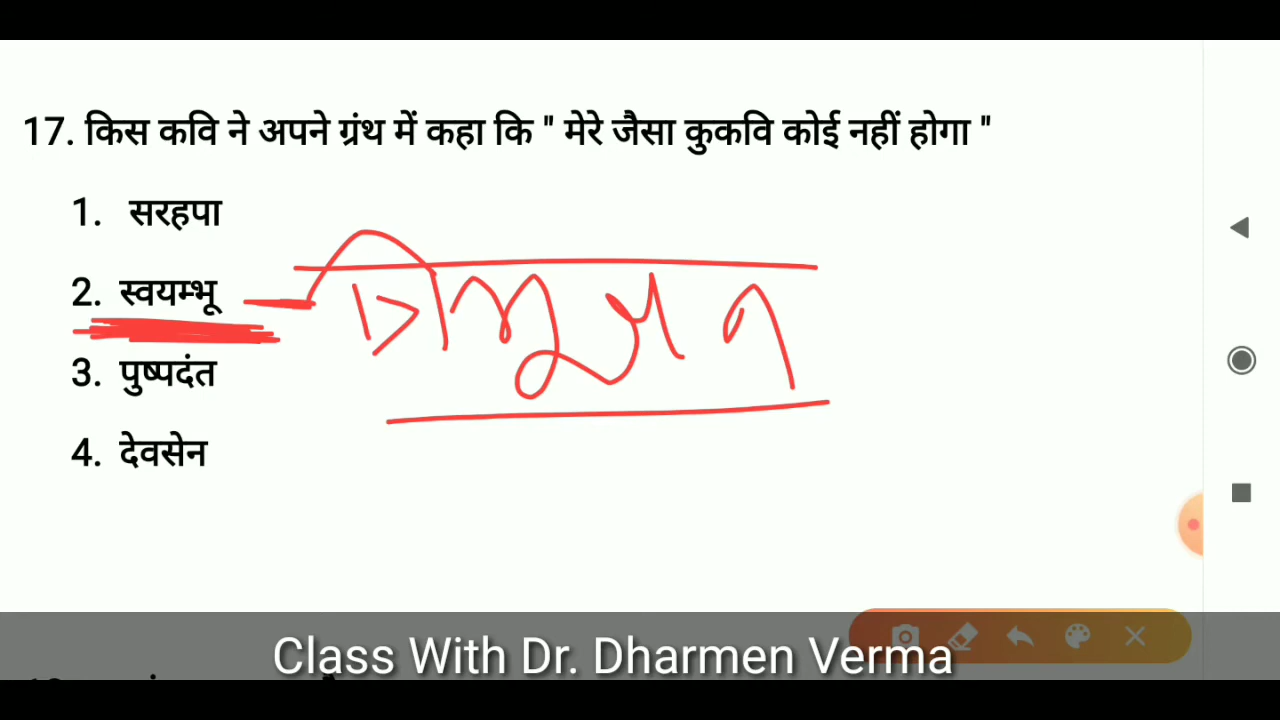 17. किस कवि ने अपने ग्रंथ में कहा कि " मेरे जैसा कुकवि कोई नहीं होगा "
1. सरहपा
2. स्वयम्भू
3. पुष्पदंत
4. देवसेन
Class With Dr. Dharmen Verma